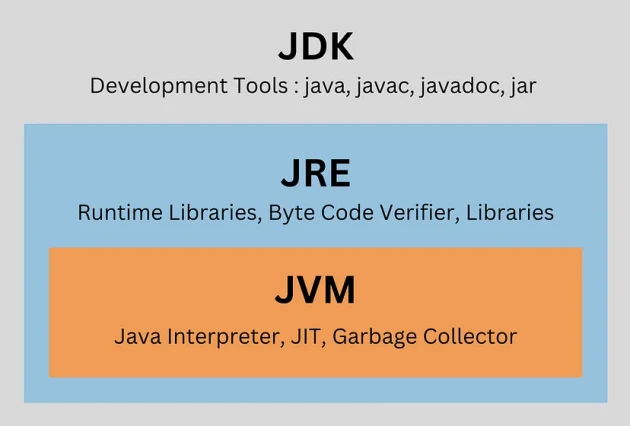 JDK
Development Tools : java, javac, javadoc, jar
JRE
Runtime Libraries, Byte Code Verifier, Libraries
JVM
Java Interpreter, JIT, Garbage Collector